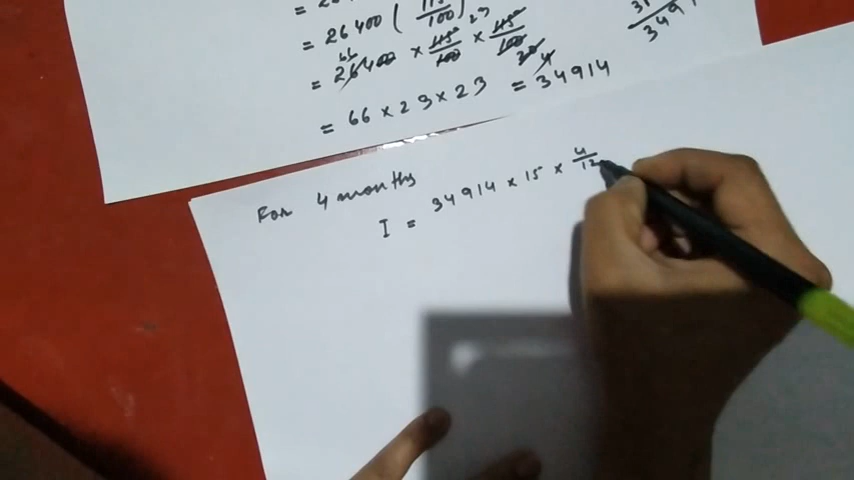 = 26400 ( 115/100 )
= 26400 × 115/100 × 115/100
= 66 × 23 × 23 = 34914
For 4 months
I = 34914 × 15 × 4/12